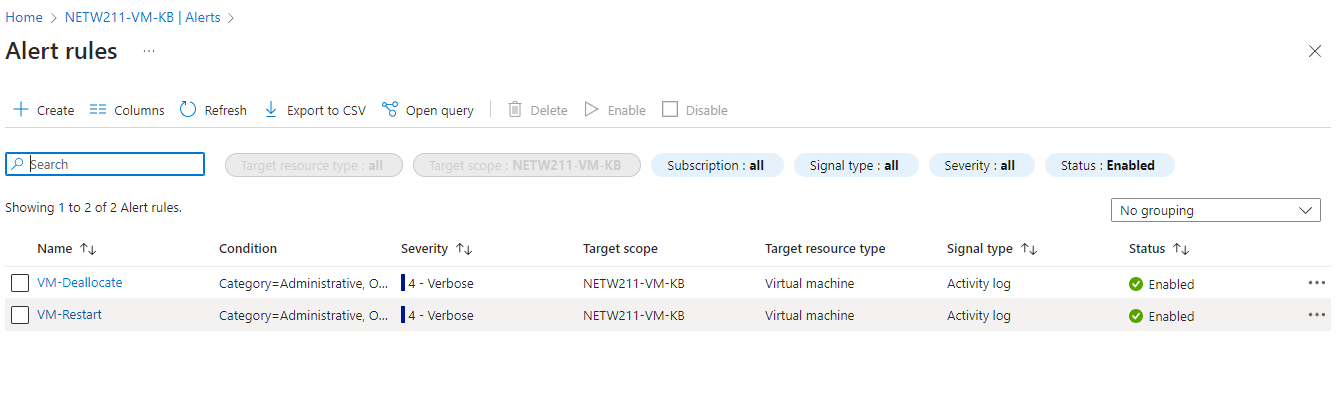 Home > NETW211-VM-KB | Alerts >
Alert rules ...
Create Columns Refresh Export to CSV Open query | Delete Enable Disable
Search Target resource type : all Target scope : NETW211-VM-KB Subscription : all Signal type : all Severity : all Status : Enabled
Showing 1 to 2 of 2 Alert rules.
No grouping
Name ↑↓ Condition Severity ↑↓ Target scope Target resource type Signal type ↑↓ Status ↑↓
VM-Deallocate Category=Administrative, O... 4 - Verbose NETW211-VM-KB Virtual machine Activity log Enabled ...
VM-Restart Category=Administrative, O... 4 - Verbose NETW211-VM-KB Virtual machine Activity log Enabled ...